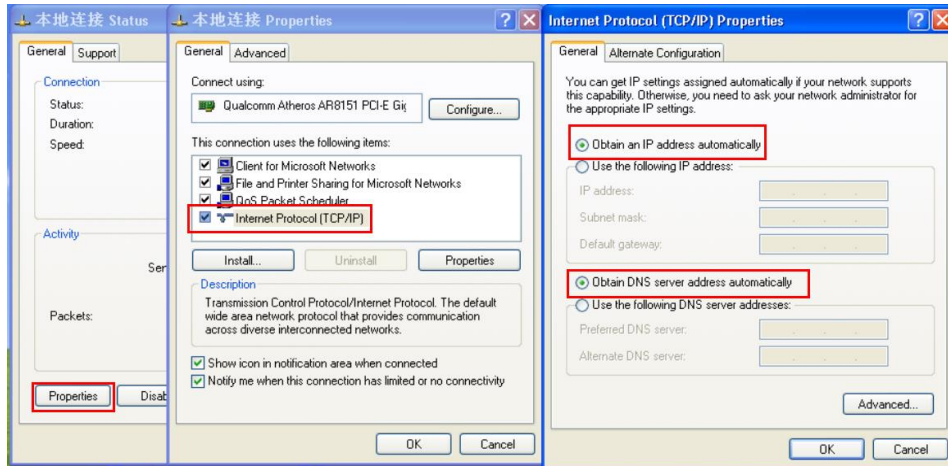 本地连接 Status
General
Support
Connection
Status:
Duration:
Speed:
Activity
Packets:
Properties
本地连接 Properties
General
Advanced
Connect using:
Qualcomm Atheros AR8151 PCI-E
Configure...
This connection uses the following items:
Client for Microsoft Networks
File and Printer Sharing for Microsoft Networks
QoS Packet Scheduler
Internet Protocol (TCP/IP)
Install...
Uninstall
Properties
Description
Transmission Control Protocol/Internet Protocol. The default
wide area network protocol that provides communication
across diverse interconnected networks.
Show icon in notification area when connected
Notify me when this connection has limited or no connectivity
OK
Cancel
Internet Protocol (TCP/IP) Properties
General
Alternate Configuration
You can get IP settings assigned automatically if your network supports
this capability. Otherwise, you need to ask your network administrator for
the appropriate IP settings.
Obtain an IP address automatically
Use the following IP address:
IP address:
Subnet mask:
Default gateway:
Obtain DNS server address automatically
Use the following DNS server addresses:
Preferred DNS server:
Alternate DNS server:
Advanced...
OK
Cancel